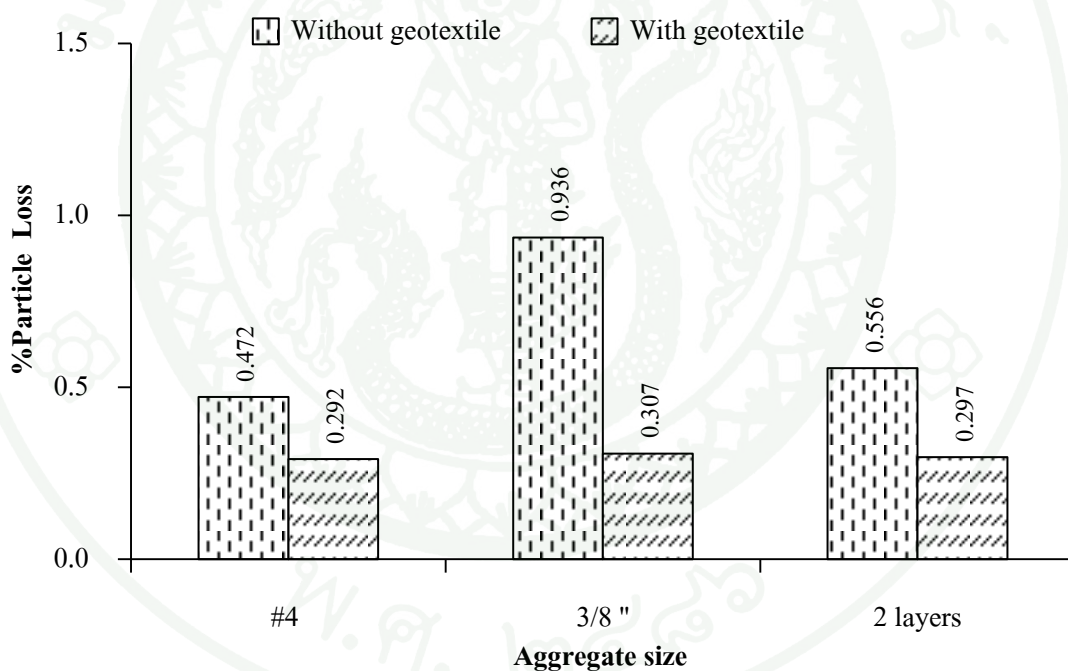 Without geotextile
With geotextile
1.5
1.0
0.5
0.0
%Particle Loss
0.472
0.292
0.936
0.307
0.556
0.297
#4
3/8 "
2 layers
Aggregate size